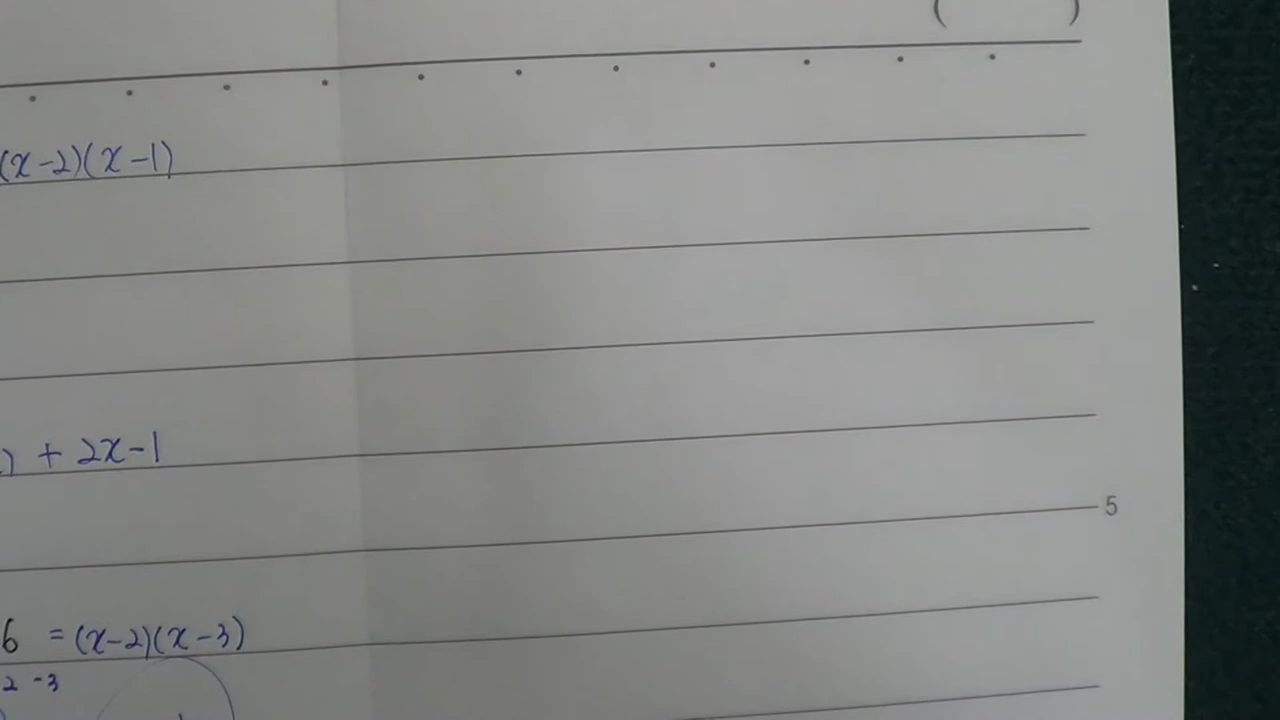 ( )
(x-2)(x-1)
) + 2x-1
5
6 = (x-2)(x-3)
2 -3